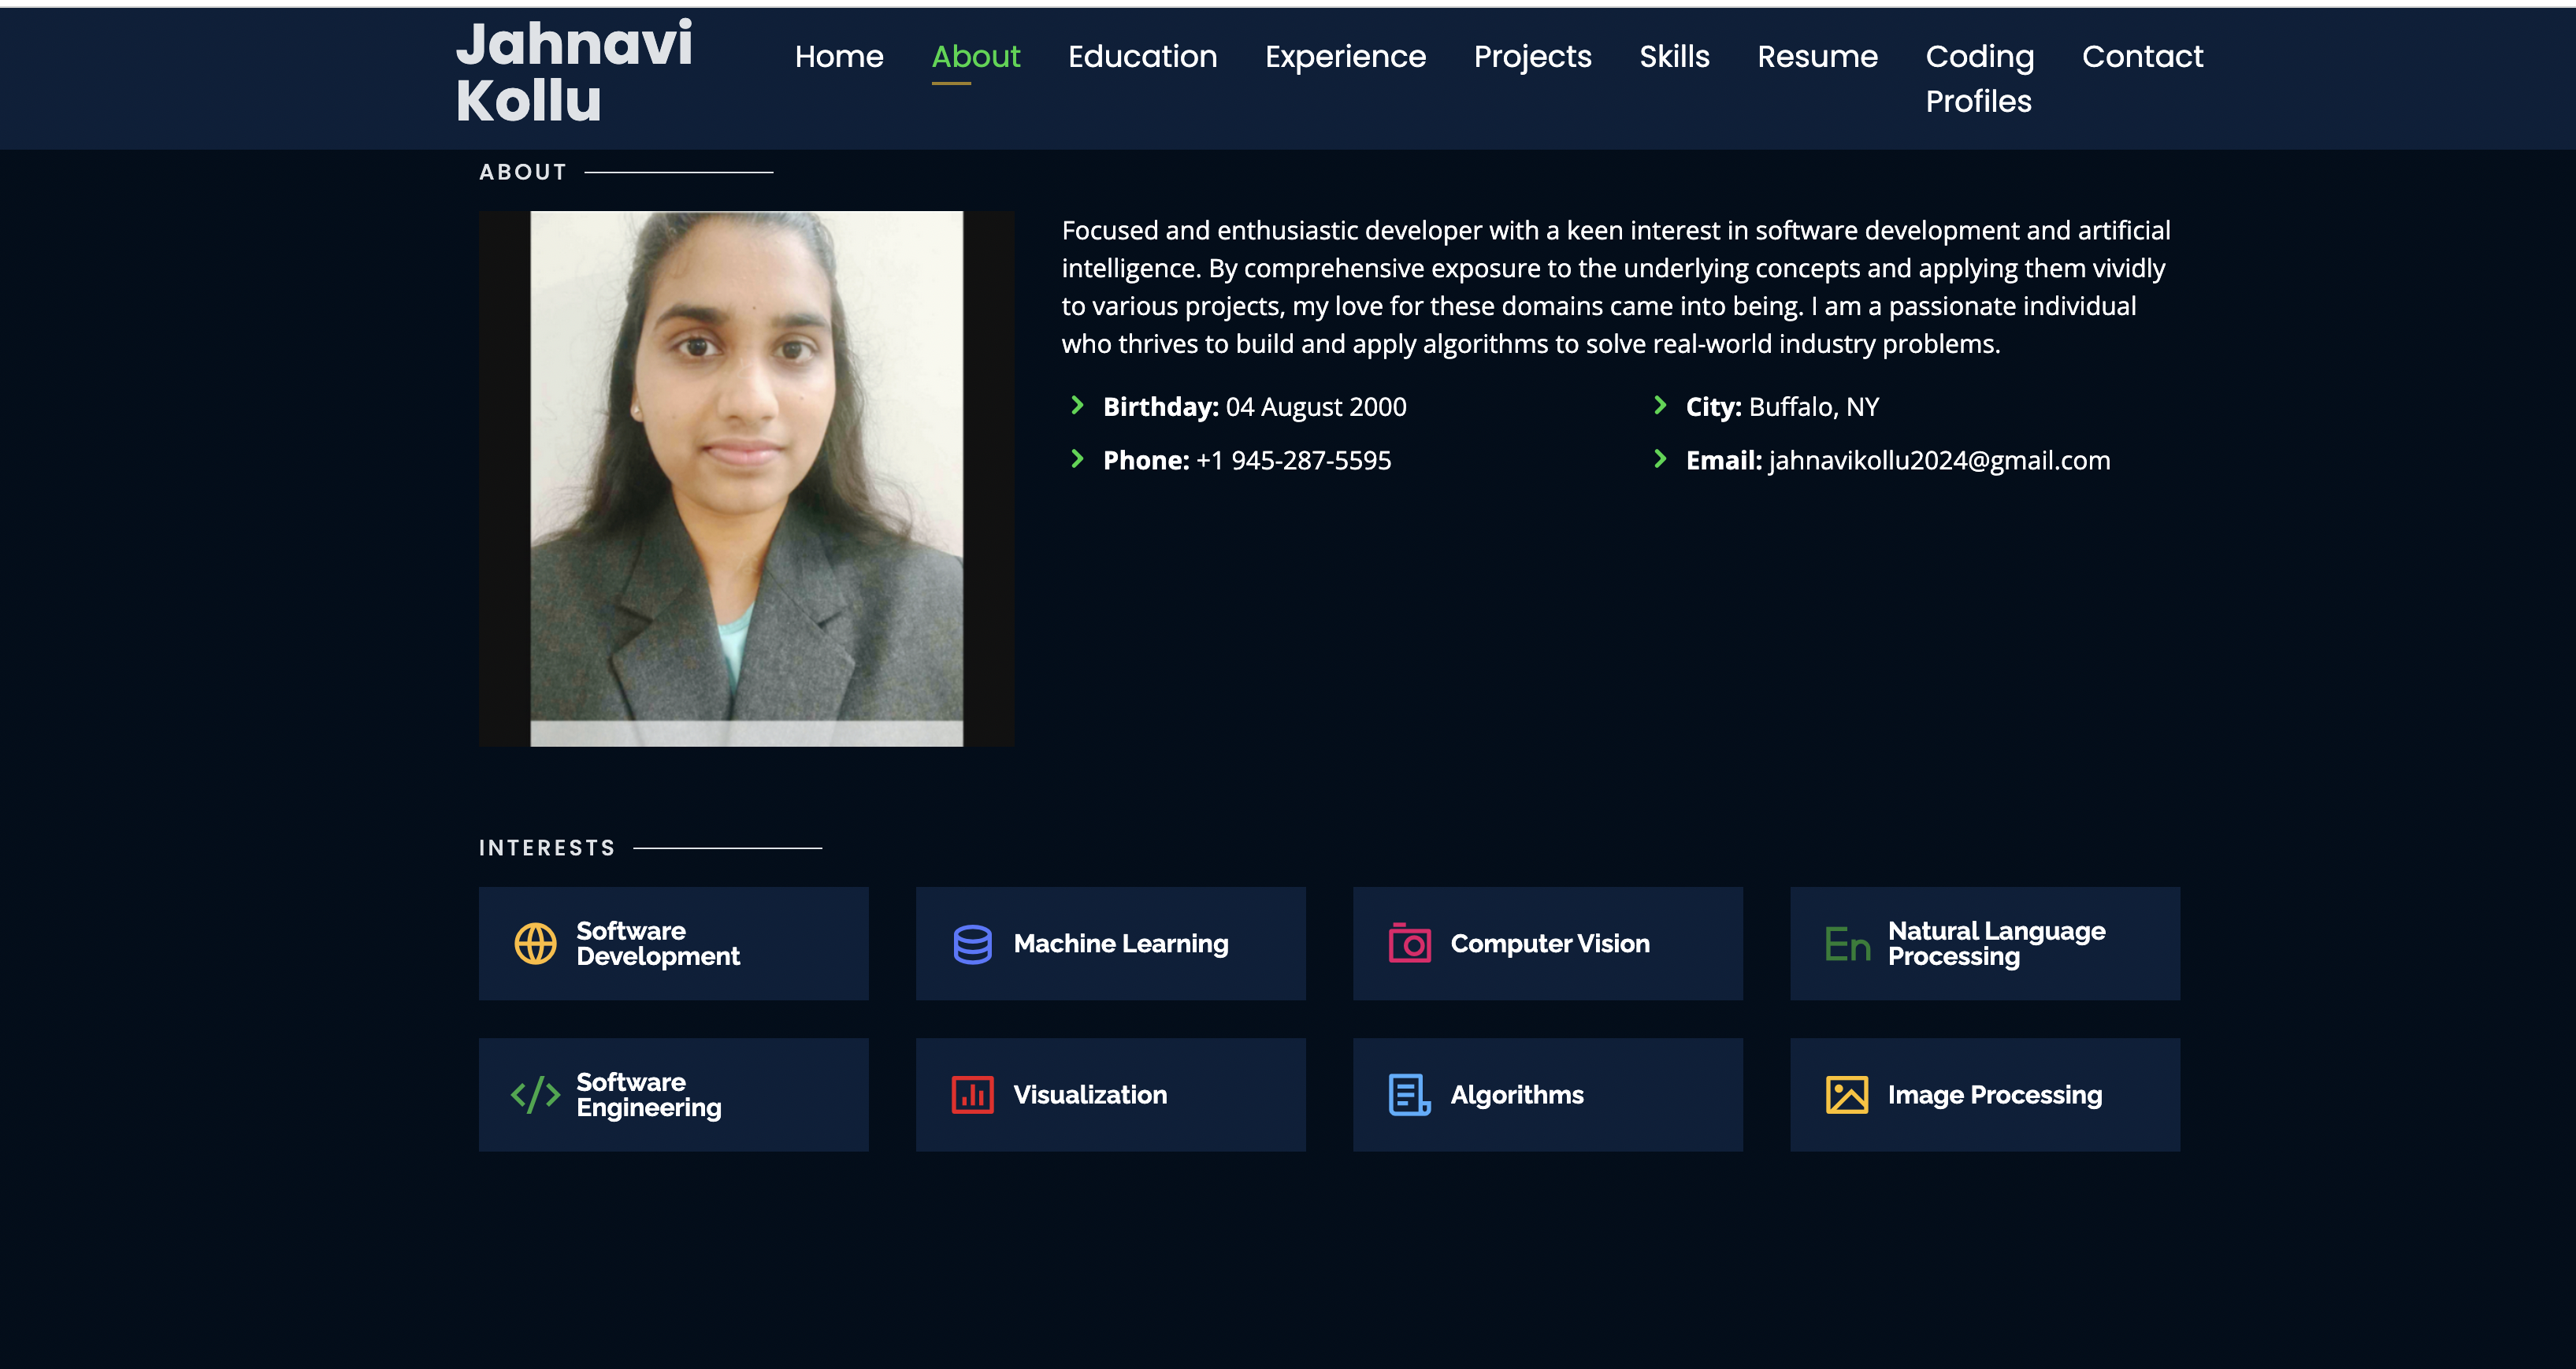 Jahnavi
Kollu
Home About Education Experience Projects Skills Resume Coding Profiles Contact
ABOUT
Focused and enthusiastic developer with a keen interest in software development and artificial
intelligence. By comprehensive exposure to the underlying concepts and applying them vividly
to various projects, my love for these domains came into being. I am a passionate individual
who thrives to build and apply algorithms to solve real-world industry problems.
Birthday: 04 August 2000
City: Buffalo, NY
Phone: +1 945-287-5595
Email: jahnavikollu2024@gmail.com
INTERESTS
Software
Development
Machine Learning
Computer Vision
En
Natural Language
Processing
</>
Software
Engineering
Visualization
Algorithms
Image Processing